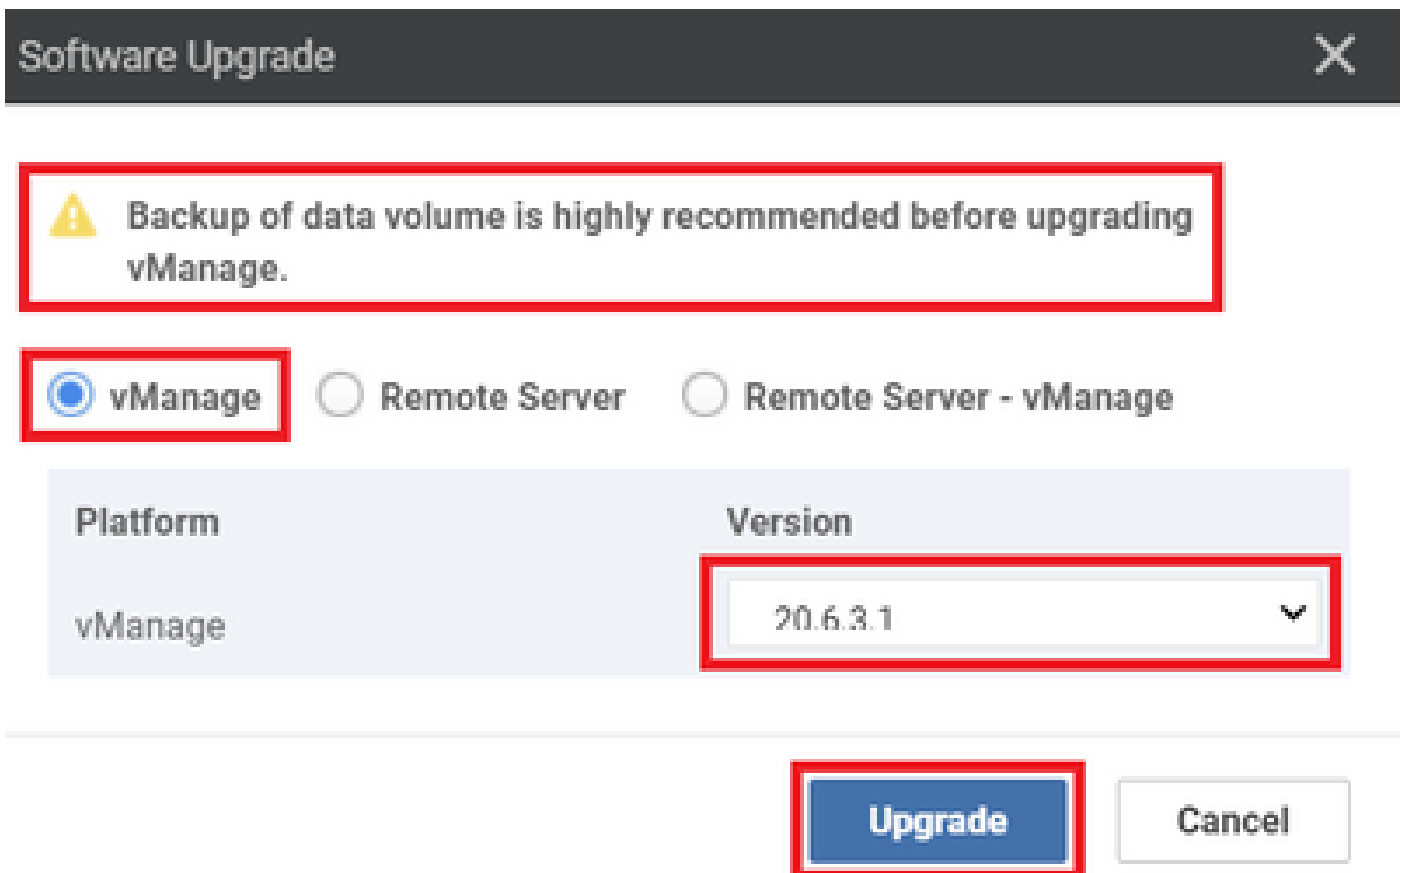 Software Upgrade
Backup of data volume is highly recommended before upgrading
vManage.
vManage Remote Server Remote Server - vManage
Platform Version
vManage 20.6.3.1
Upgrade Cancel